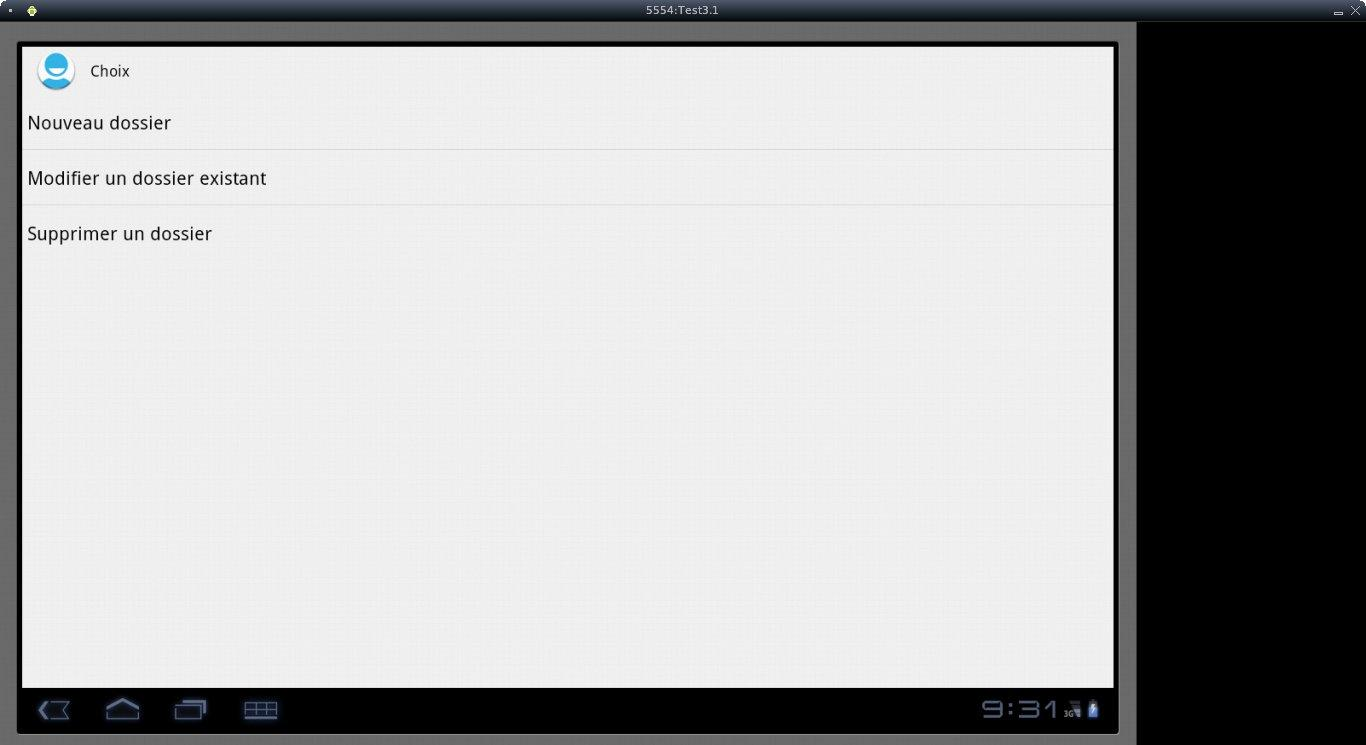 5554:Test3.1
Choix
Nouveau dossier
Modifier un dossier existant
Supprimer un dossier
9:31 3G